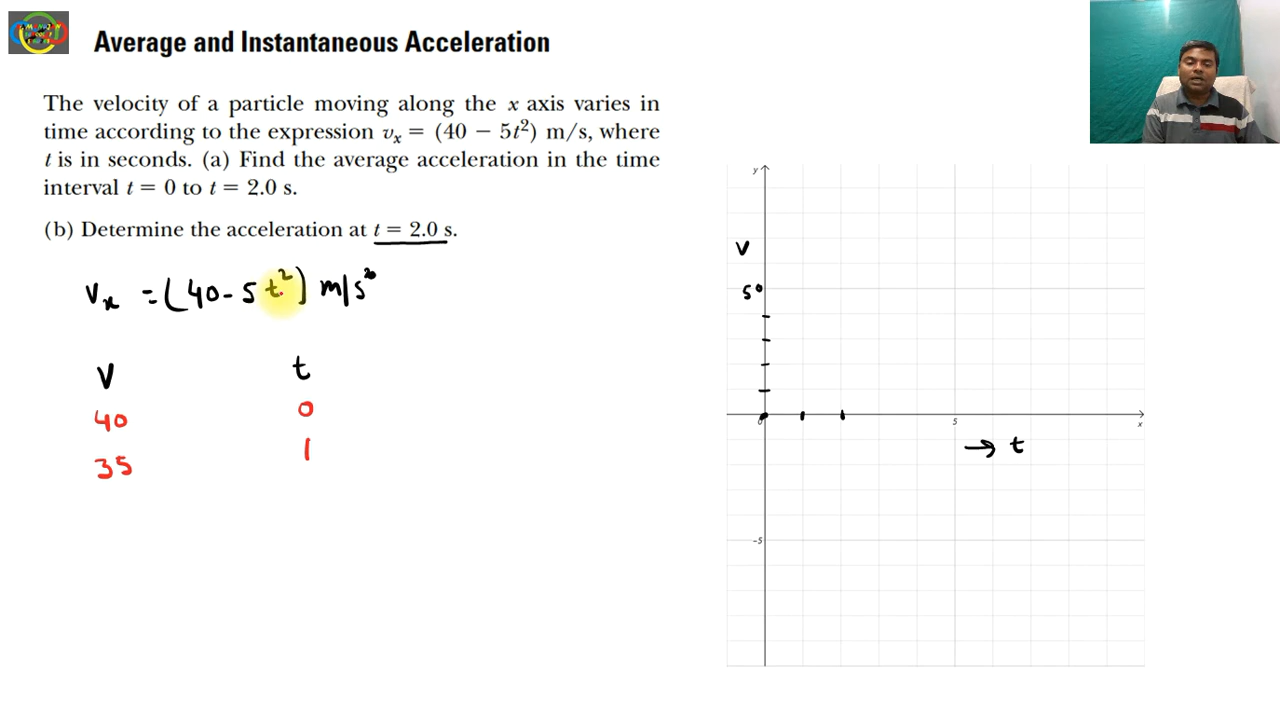 Average and Instantaneous Acceleration
The velocity of a particle moving along the x axis varies in
time according to the expression vₓ = (40 − 5t²) m/s, where
t is in seconds. (a) Find the average acceleration in the time
interval t = 0 to t = 2.0 s.
(b) Determine the acceleration at t = 2.0 s.
vₓ = (40 - 5t²) m/s
V t
40 0
35 1
y
V
50
0 5 x
→ t
-5